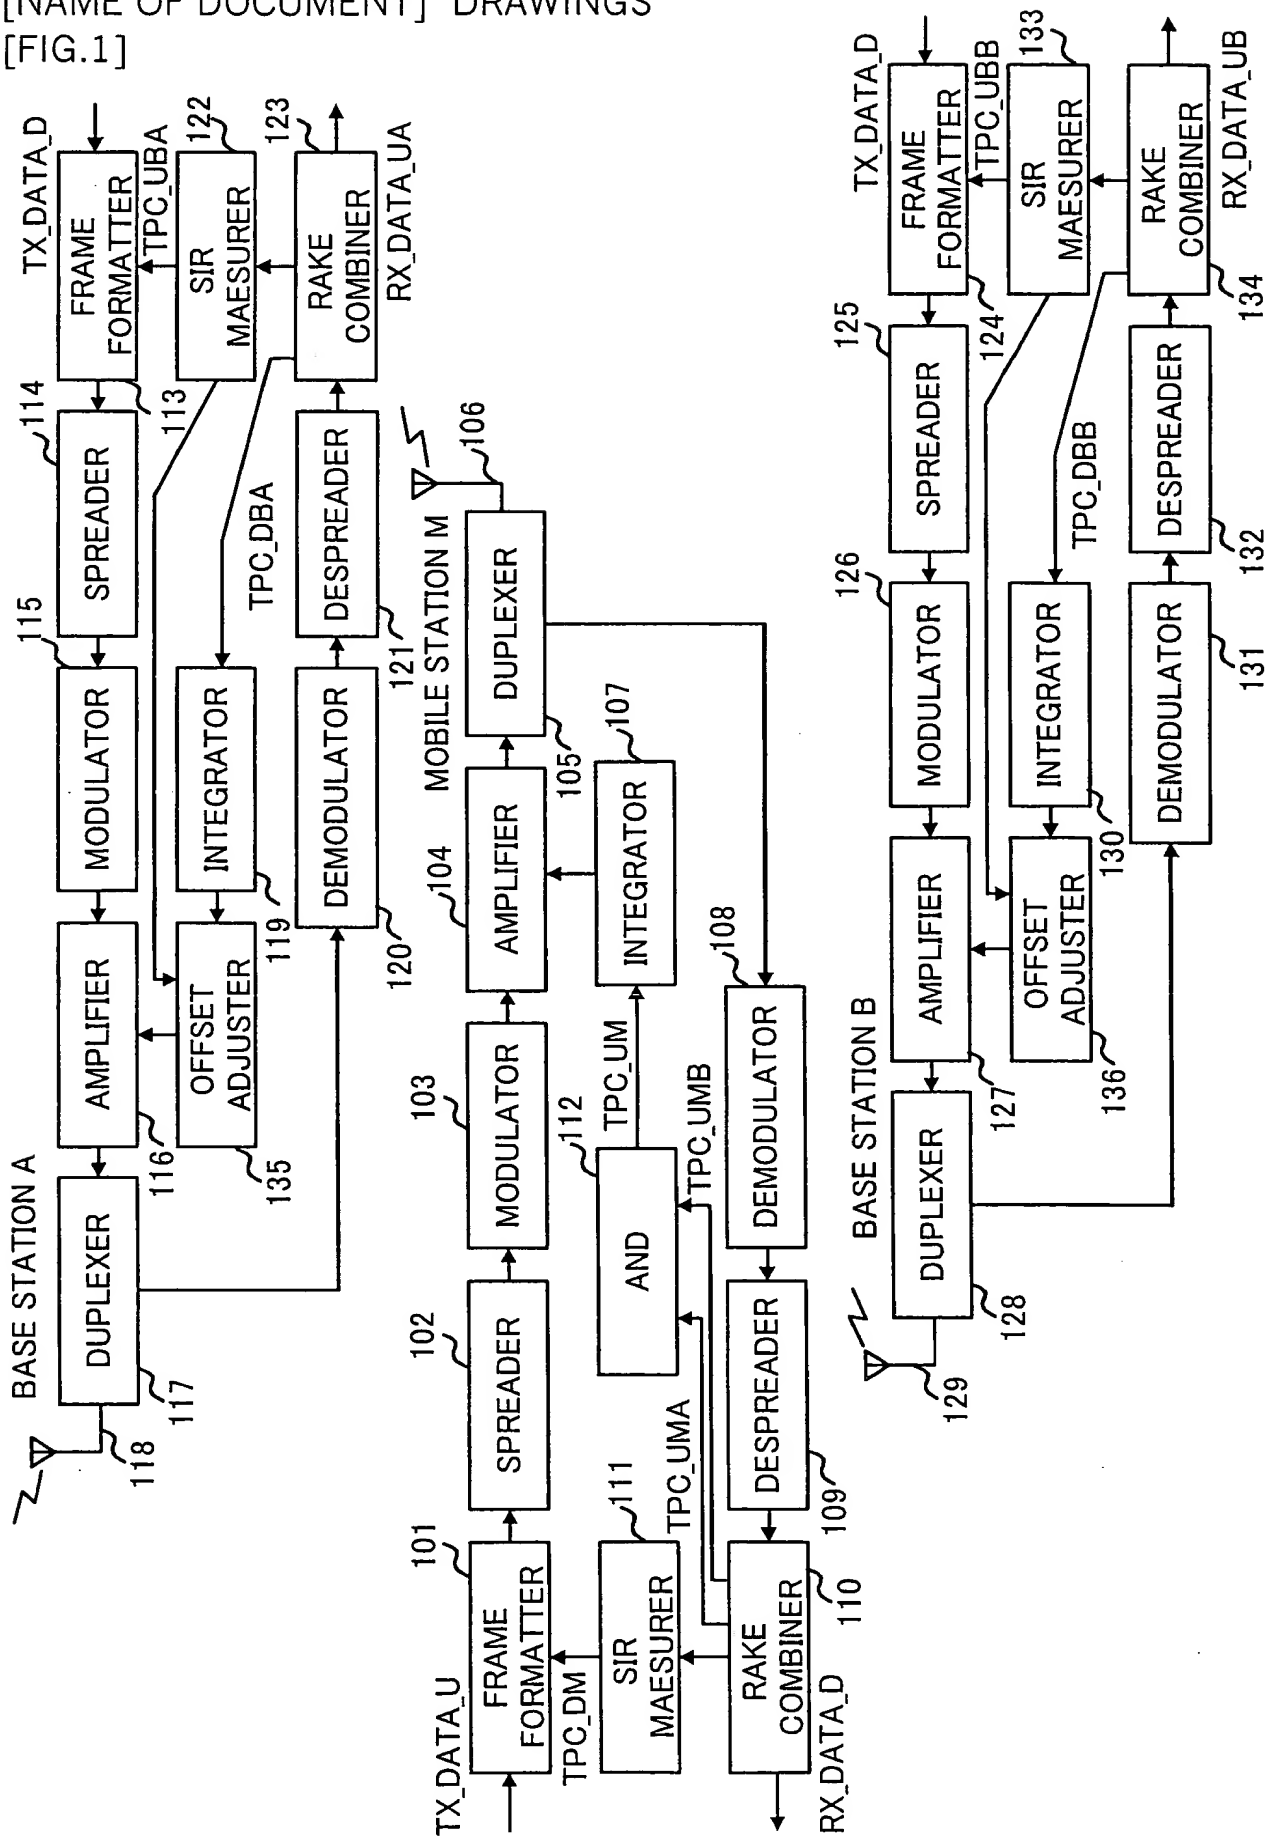 [NAME OF DOCUMENT] DRAWINGS
[FIG.1]
BASE STATION A
TX_DATA_D
118
DUPLEXER
117
AMPLIFIER
116
MODULATOR
115
SPREADER
114
FRAME
FORMATTER
113
TPC_UBA
OFFSET
ADJUSTER
135
INTEGRATOR
119
SIR
MAESURER
122
TPC_DBA
DEMODULATOR
120
DESPREADER
121
RAKE
COMBINER
123
RX_DATA_UA
MOBILE STATION M
TX_DATA_U
FRAME
FORMATTER
101
SPREADER
102
MODULATOR
103
AMPLIFIER
104
DUPLEXER
105
106
TPC_DM
SIR
MAESURER
111
TPC_UMA
AND
112
TPC_UM
TPC_UMB
INTEGRATOR
107
RX_DATA_D
RAKE
COMBINER
110
DESPREADER
109
DEMODULATOR
108
BASE STATION B
TX_DATA_D
129
DUPLEXER
128
AMPLIFIER
127
MODULATOR
126
SPREADER
125
FRAME
FORMATTER
124
TPC_UBB
OFFSET
ADJUSTER
136
INTEGRATOR
130
SIR
MAESURER
133
TPC_DBB
DEMODULATOR
131
DESPREADER
132
RAKE
COMBINER
134
RX_DATA_UB